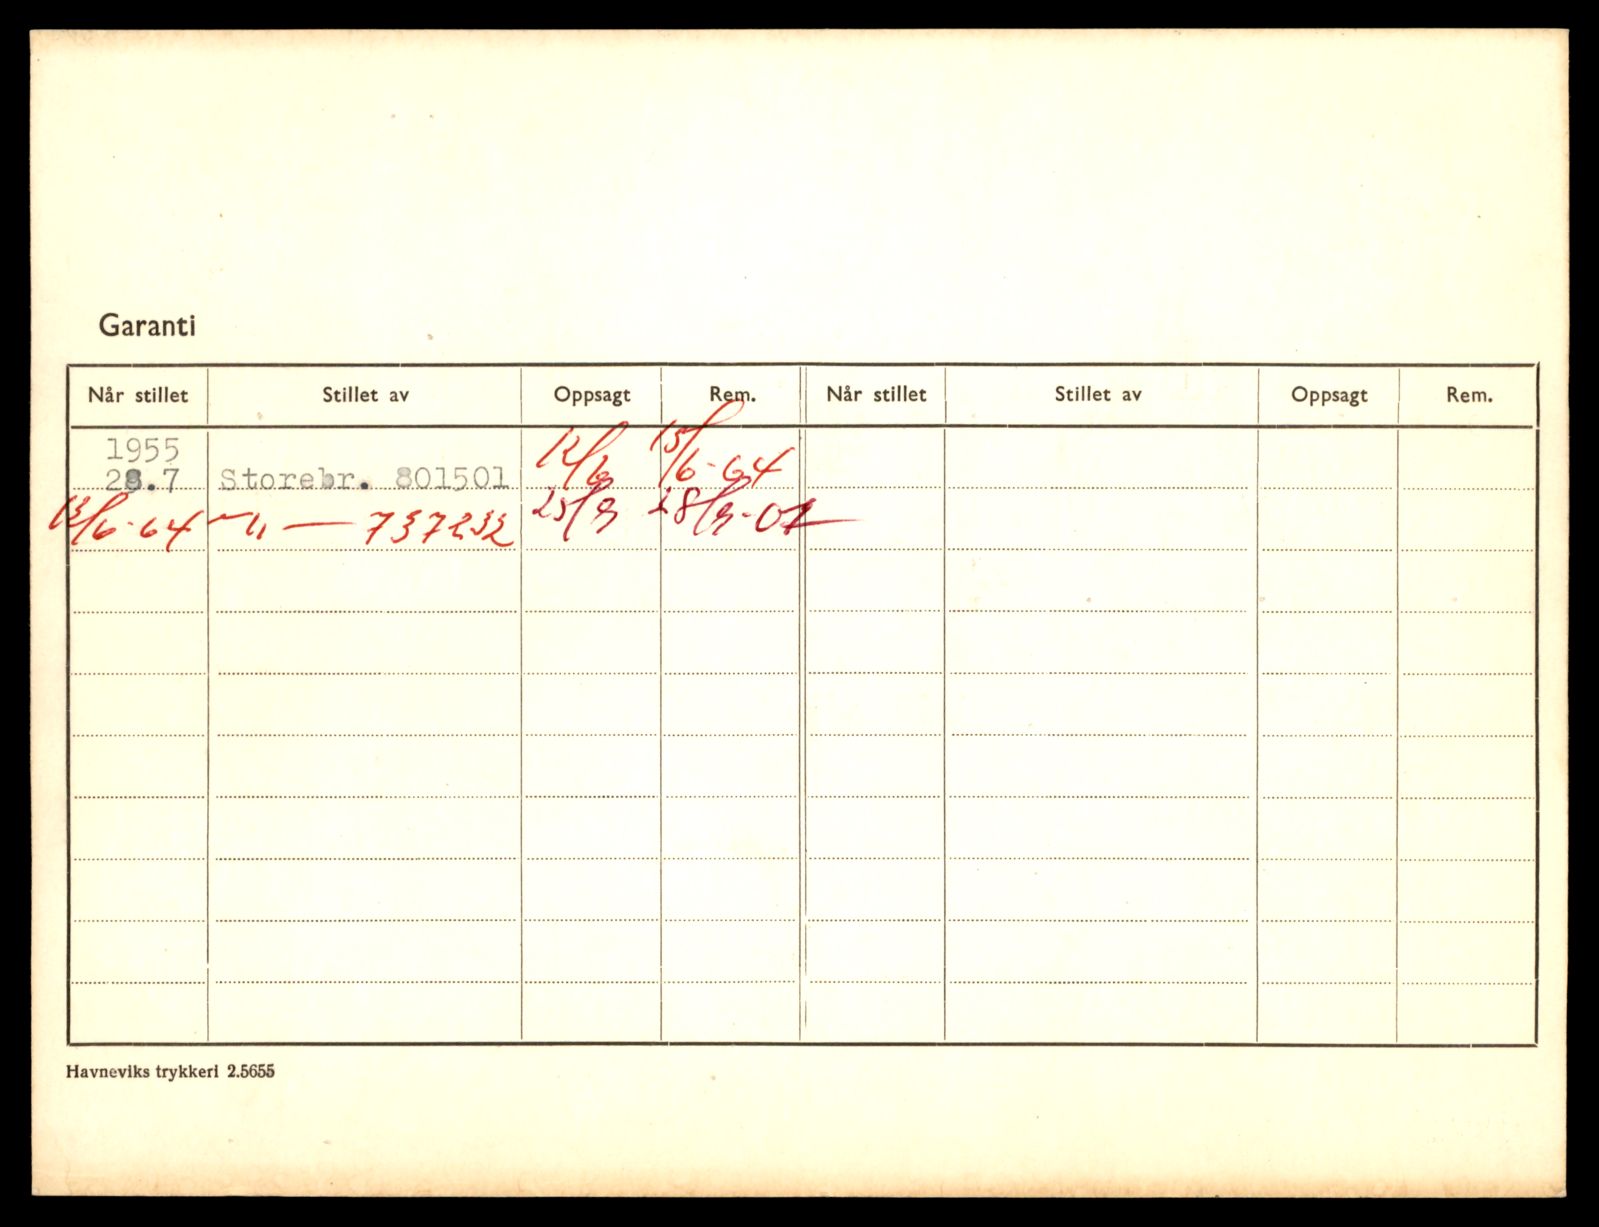 Garanti
Når stillet Stillet av Oppsagt Rem. Når stillet Stillet av Oppsagt Rem.
1955
28.7 Storebr. 801501 12/6 15/6-64
12/6-64 —"— 737232 25/9 28/9-
Havneviks trykkeri 2.5655